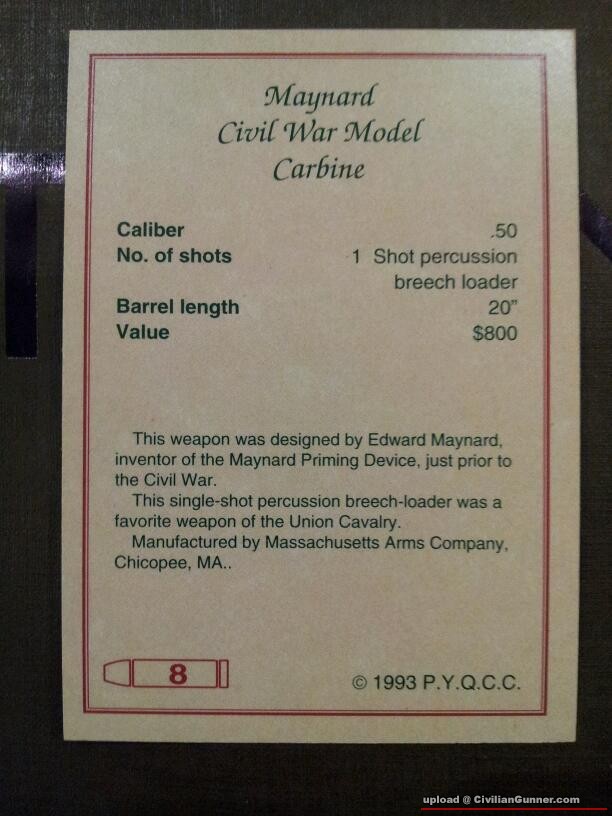 Maynard
Civil War Model
Carbine
Caliber .50
No. of shots 1 Shot percussion
breech loader
Barrel length 20”
Value $800
This weapon was designed by Edward Maynard,
inventor of the Maynard Priming Device, just prior to
the Civil War.
This single-shot percussion breech-loader was a
favorite weapon of the Union Cavalry.
Manufactured by Massachusetts Arms Company,
Chicopee, MA..
8
© 1993 P.Y.Q.C.C.
upload @ CivilianGunner.com